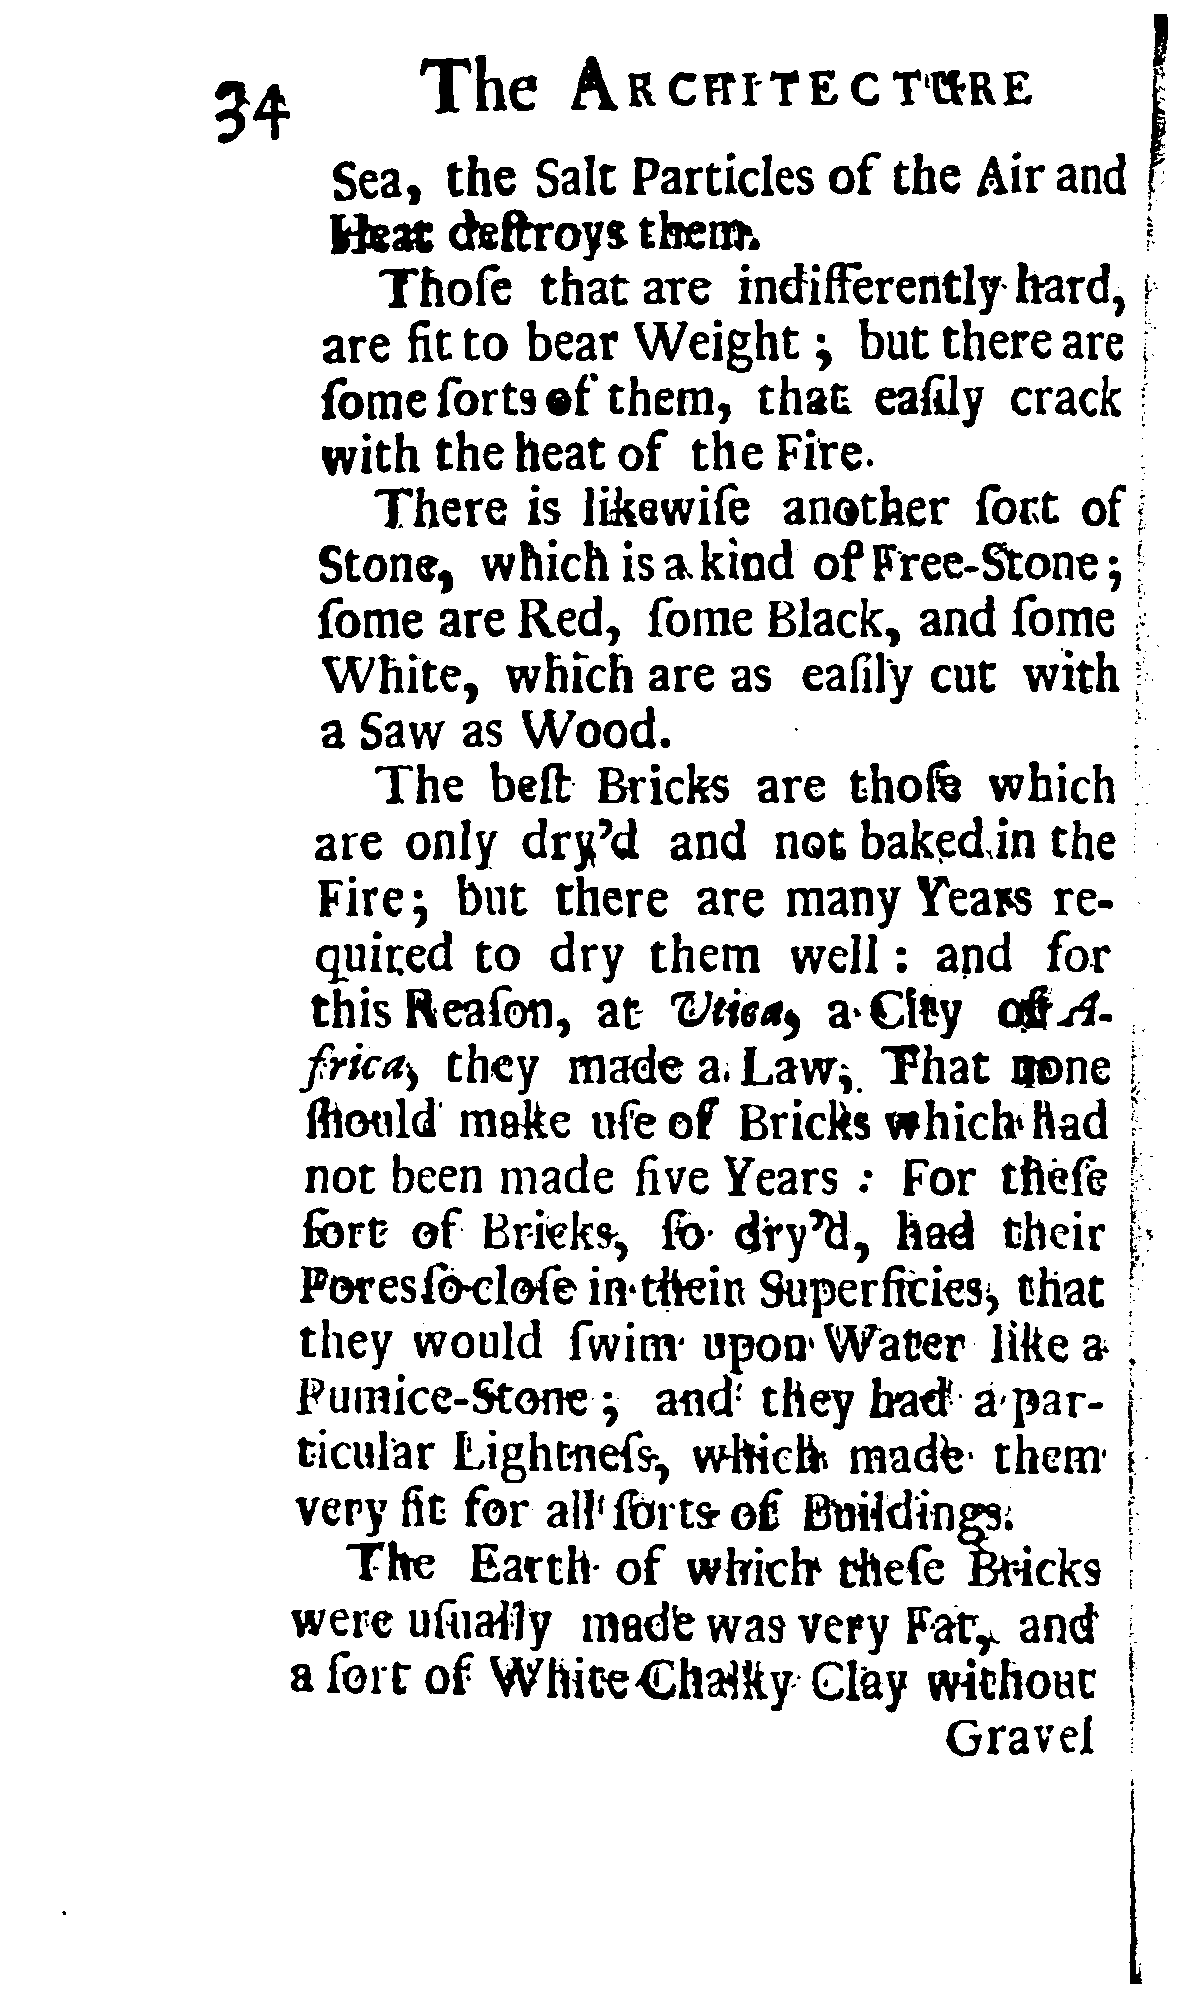 34 The ARCHITECTURE
Sea, the Salt Particles of the Air and
Heat deſtroys them.
Thoſe that are indifferently hard,
are fit to bear Weight ; but there are
ſome ſorts of them, that eaſily crack
with the heat of the Fire.
There is likewiſe another ſort of
Stone, which is a kind of Free-Stone ;
ſome are Red, ſome Black, and ſome
White, which are as eaſily cut with
a Saw as Wood.
The beſt Bricks are thoſe which
are only dry'd and not baked in the
Fire ; but there are many Years re-
quired to dry them well : and for
this Reaſon, at Utica, a City of A-
frica, they made a Law, That none
ſhould make uſe of Bricks which had
not been made five Years : For theſe
ſort of Bricks, ſo dry'd, had their
Pores ſo cloſe in their Superficies, that
they would ſwim upon Water like a
Pumice-Stone ; and they had a par-
ticular Lightneſs, which made them
very fit for all ſorts of Buildings.
The Earth of which theſe Bricks
were uſually made was very Fat, and
a ſort of White Chalky Clay without
Gravel